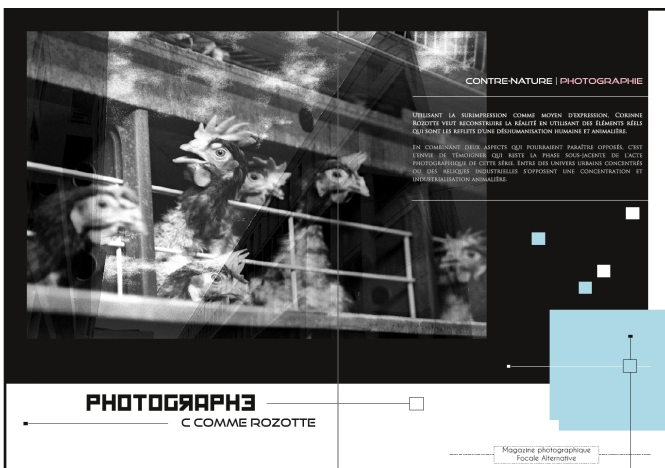 CONTRE-NATURE | PHOTOGRAPHIE
UTILISANT LA SURIMPRESSION COMME MOYEN D'EXPRESSION, CORINNE
ROZOTTE VEUT RECONSTRUIRE LA RÉALITÉ EN UTILISANT DES ÉLÉMENTS RÉELS
QUI SONT LES REFLETS D'UNE DÉSHUMANISATION HUMAINE ET ANIMALIÈRE.
EN COMBINANT DEUX ASPECTS QUI POURRAIENT PARAÎTRE OPPOSÉS, C'EST
L'ENVIE DE TÉMOIGNER QUI RESTE LA PHASE SOUS-JACENTE DE L'ACTE
PHOTOGRAPHIQUE DE CETTE SÉRIE. ENTRE DES UNIVERS URBAINS CONCENTRÉS
OU DES RELIQUES INDUSTRIELLES S'OPPOSENT UNE CONCENTRATION ET
INDUSTRIALISATION ANIMALIÈRE.
PHOTOGRAPHE
C COMME ROZOTTE
Magazine photographique
Focale Alternative